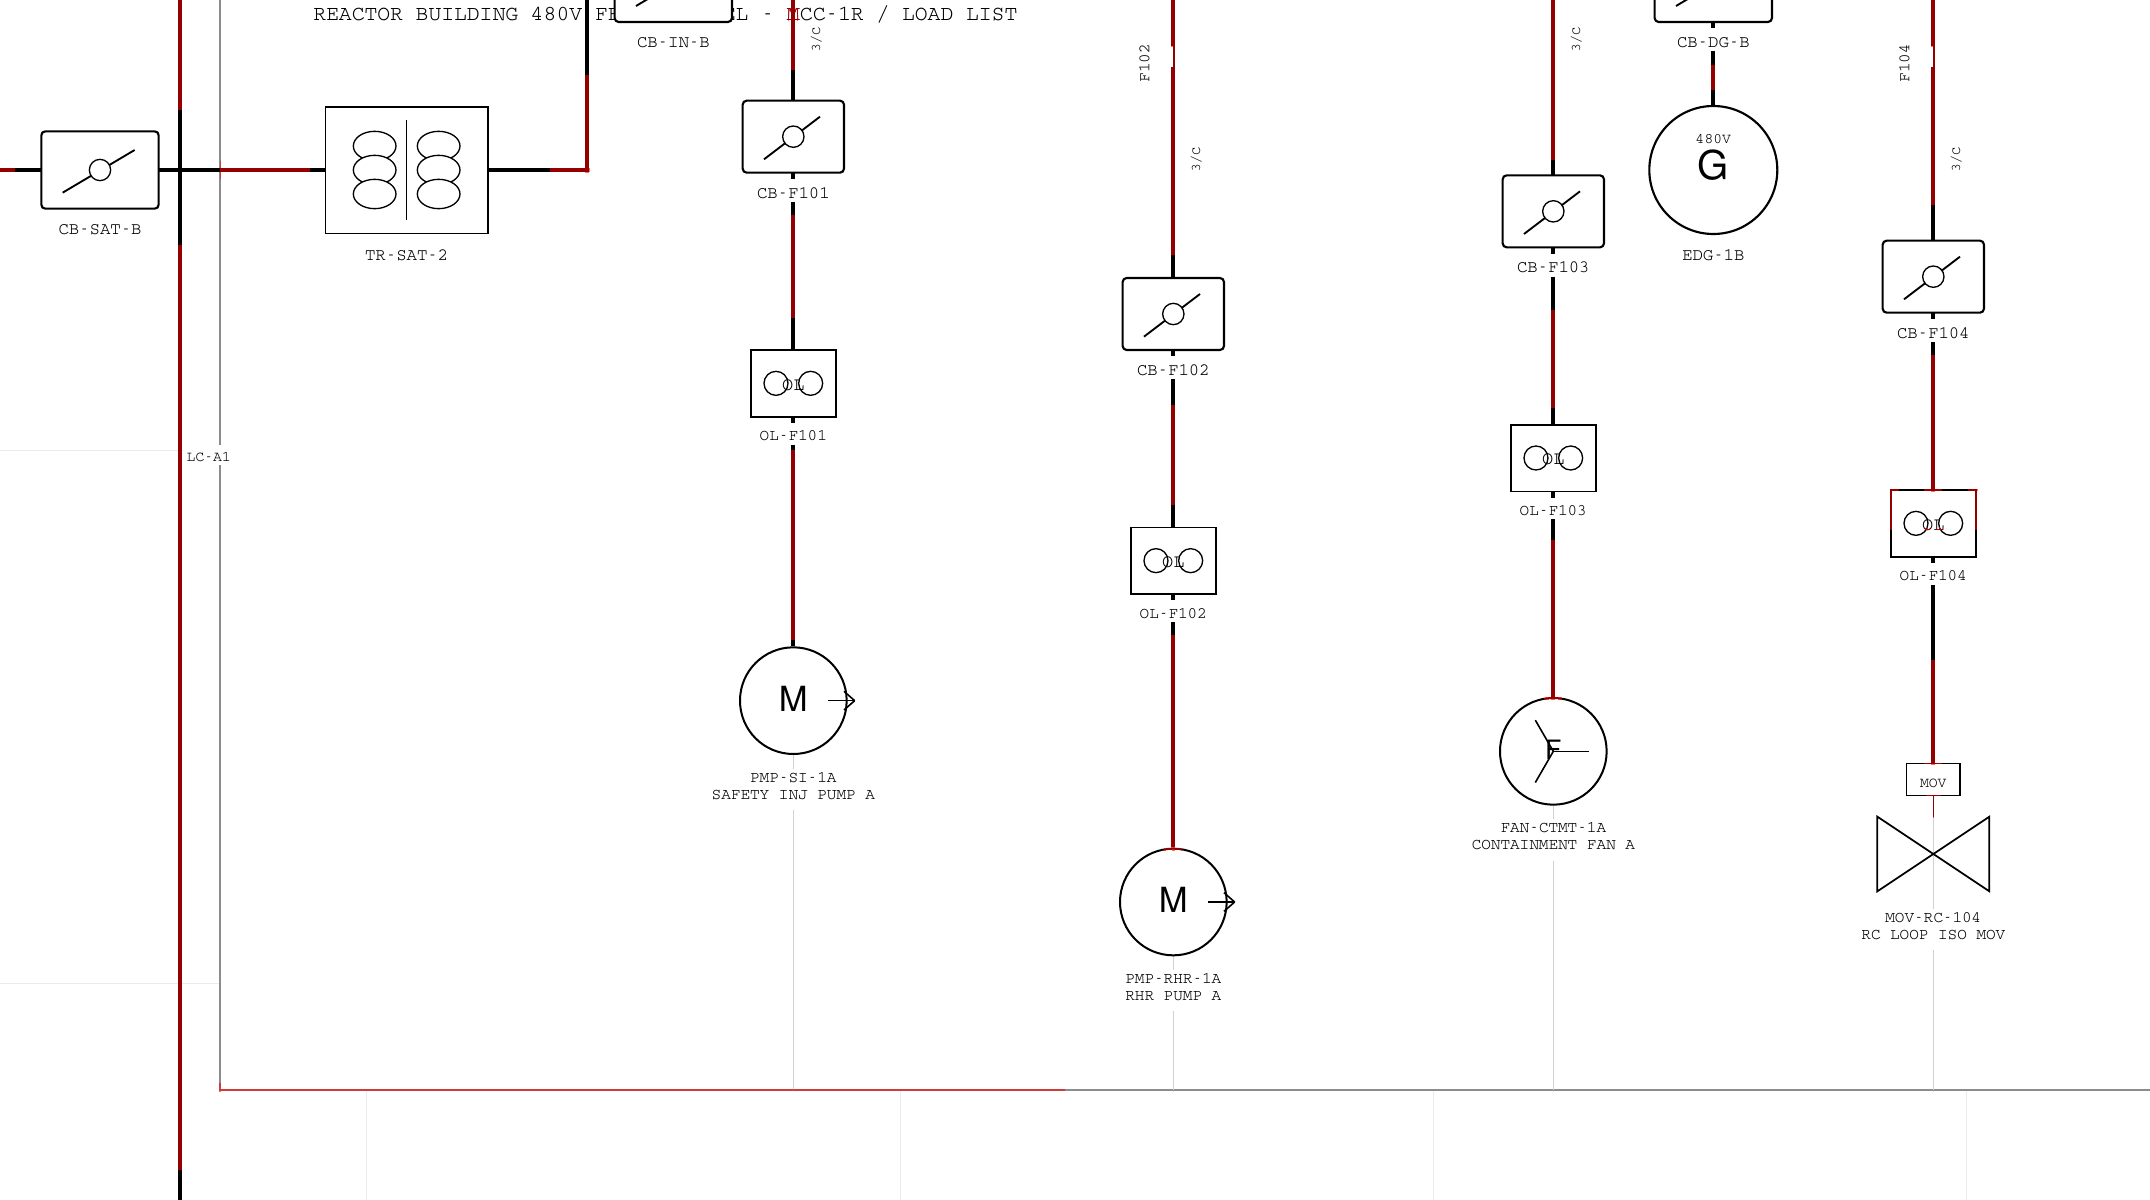 REACTOR BUILDING 480V - MCC-1R / LOAD LIST
CB-IN-B
3/C
F102
3/C
3/C
CB-DG-B
F104
3/C
CB-SAT-B
TR-SAT-2
CB-F101
480V
G
EDG-1B
CB-F103
CB-F104
CB-F102
OL
OL-F101
LC-A1
OL
OL-F103
OL
OL-F104
OL
OL-F102
M
PMP-SI-1A
SAFETY INJ PUMP A
F
FAN-CTMT-1A
CONTAINMENT FAN A
MOV
MOV-RC-104
RC LOOP ISO MOV
M
PMP-RHR-1A
RHR PUMP A